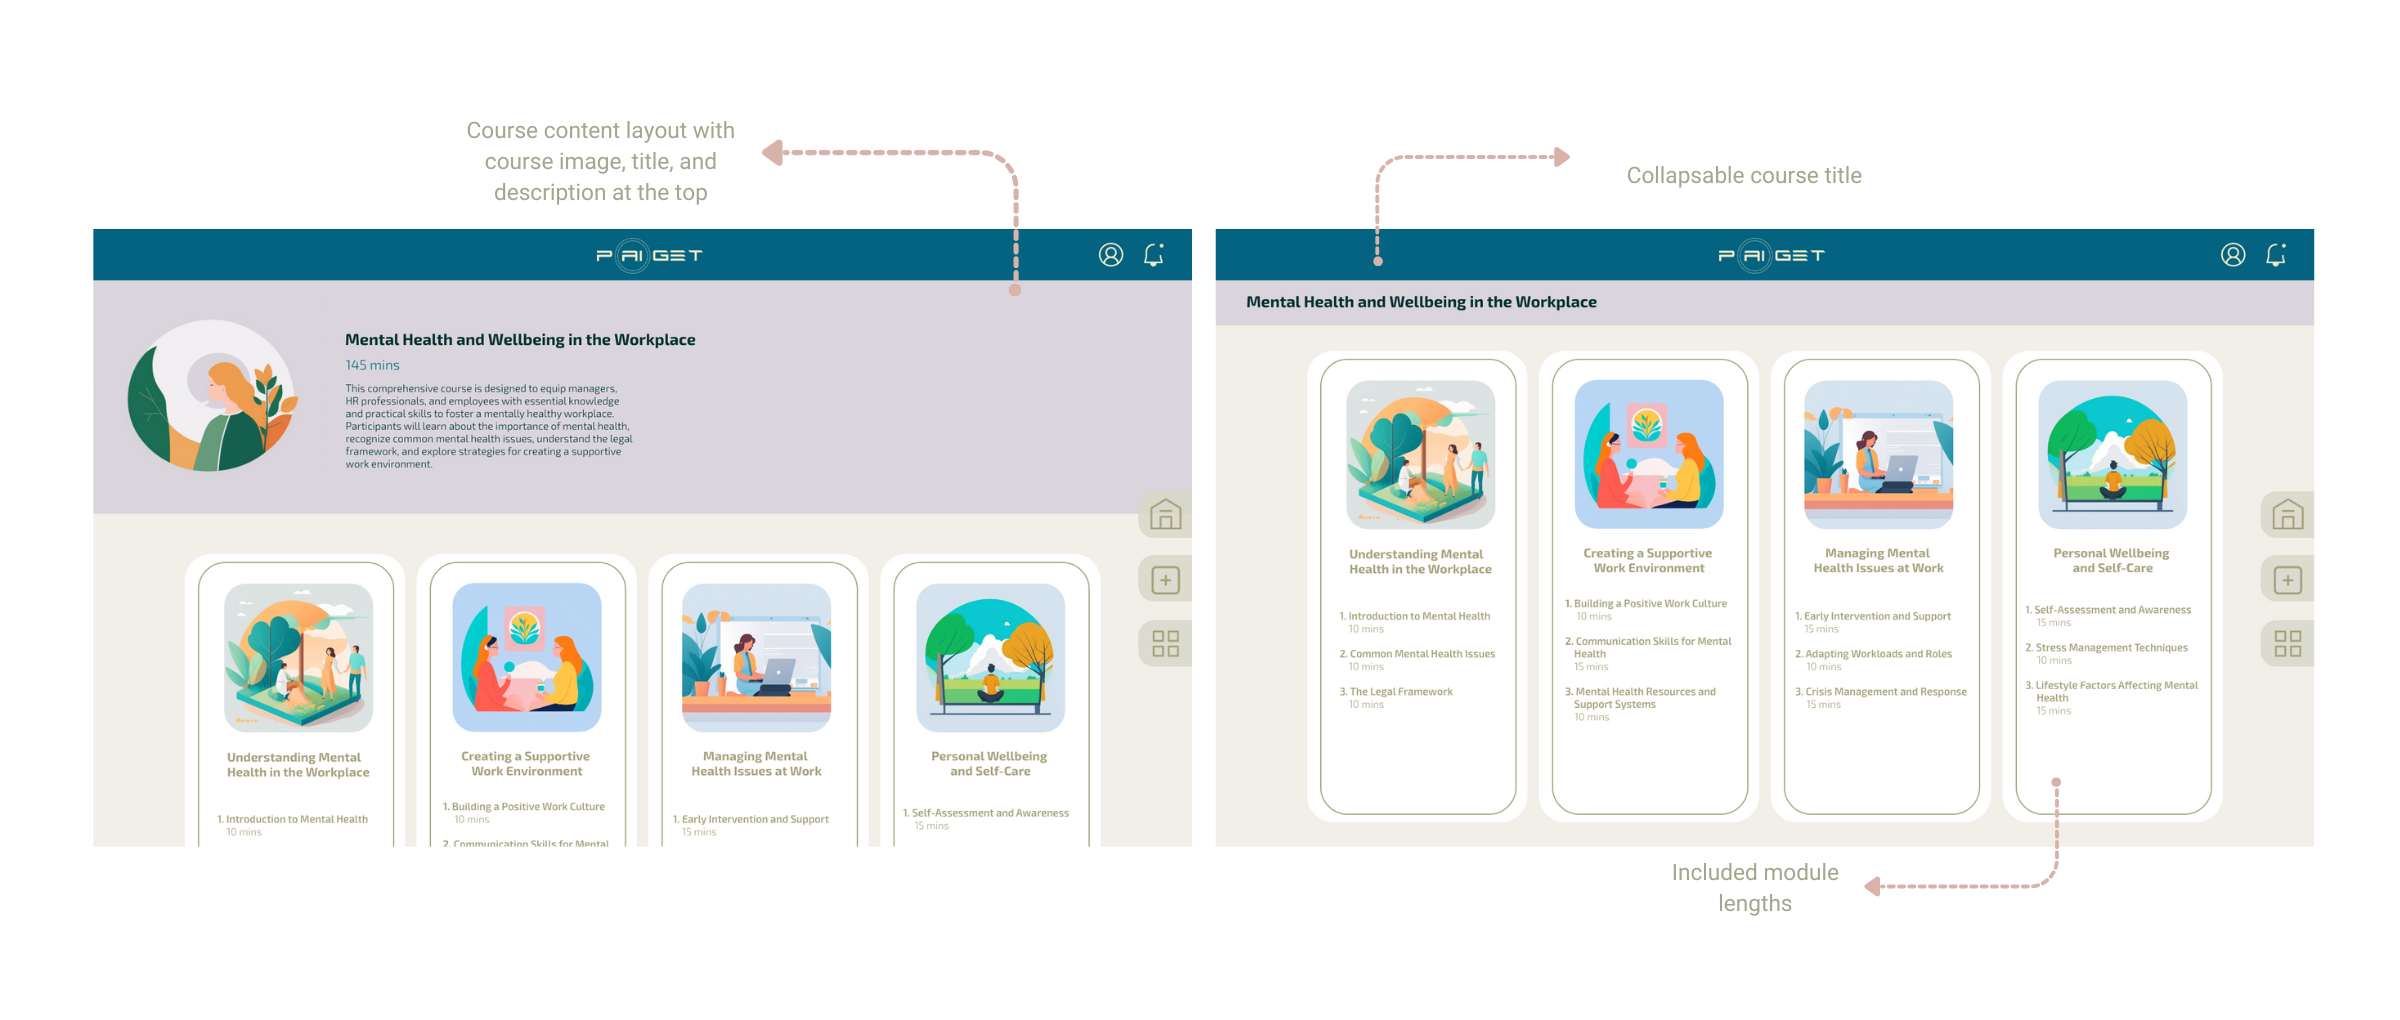 Course content layout with
course image, title, and
description at the top
Collapsable course title
PAIGET
Mental Health and Wellbeing in the Workplace
145 mins
This comprehensive course is designed to equip managers,
HR professionals, and employees with essential knowledge
and practical skills to foster a mentally healthy workplace.
Participants will learn about the importance of mental health,
recognize common mental health issues, understand the legal
framework, and explore strategies for creating a supportive
work environment.
Understanding Mental
Health in the Workplace
1. Introduction to Mental Health
10 mins
Creating a Supportive
Work Environment
1. Building a Positive Work Culture
10 mins
2. Communication Skills for Mental
Managing Mental
Health Issues at Work
1. Early Intervention and Support
15 mins
Personal Wellbeing
and Self-Care
1. Self-Assessment and Awareness
15 mins
PAIGET
Mental Health and Wellbeing in the Workplace
Understanding Mental
Health in the Workplace
1. Introduction to Mental Health
10 mins
2. Common Mental Health Issues
10 mins
3. The Legal Framework
10 mins
Creating a Supportive
Work Environment
1. Building a Positive Work Culture
10 mins
2. Communication Skills for Mental
Health
15 mins
3. Mental Health Resources and
Support Systems
10 mins
Managing Mental
Health Issues at Work
1. Early Intervention and Support
15 mins
2. Adapting Workloads and Roles
10 mins
3. Crisis Management and Response
15 mins
Personal Wellbeing
and Self-Care
1. Self-Assessment and Awareness
15 mins
2. Stress Management Techniques
10 mins
3. Lifestyle Factors Affecting Mental
Health
15 mins
Included module
lengths